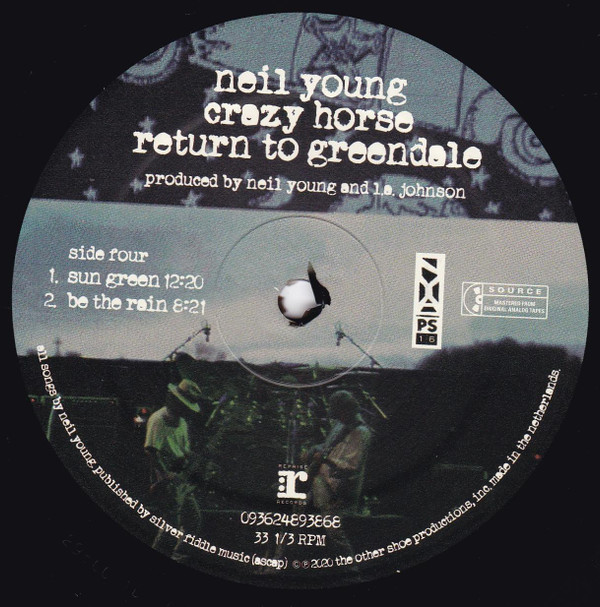 neil young
crazy horse
return to greendale
produced by neil young and l.a. johnson
side four
1. sun green 12:20
2. be the rain 8:21
NYA
PS
16
SOURCE
MASTERED FROM
ORIGINAL ANALOG TAPES
REPRISE
r
RECORDS
093624893868
33 1/3 RPM
all songs by neil young, published by silver fiddle music (ascap) ©℗2020 the other shoe productions, inc. made in the netherlands.